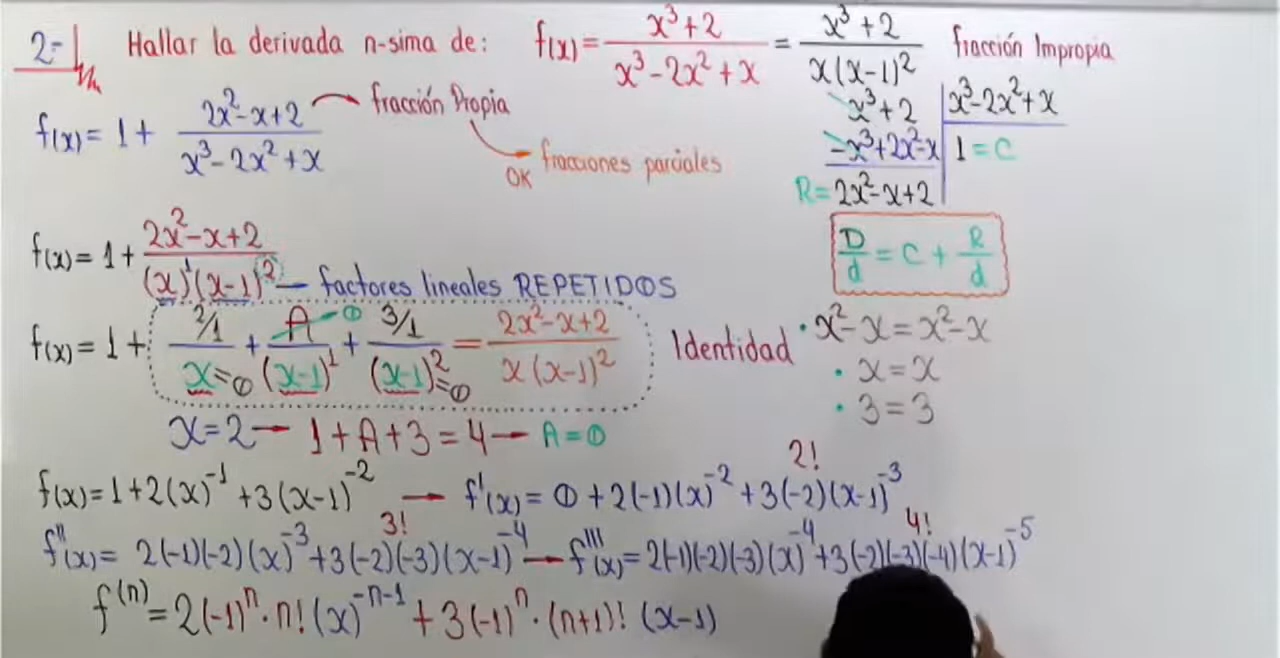 2=| Hallar la derivada n-sima de: f(x) = (x³+2)/(x³-2x²+x) = (x³+2)/(x(x-1)²) fracción Impropia
f(x) = 1 + (2x²-x+2)/(x³-2x²+x) → fracción Propia
OK fracciones parciales
x³+2 | x³-2x²+x
-x³+2x²-x | 1 = C
R = 2x²-x+2
D/d = C + R/d
f(x) = 1 + (2x²-x+2)/((x)¹(x-1)²) — factores lineales REPETIDOS
f(x) = 1 + (2/1)/(x=0) + (A→0)/(x-1)¹ + (3/1)/((x-1)²=0) = (2x²-x+2)/(x(x-1)²) Identidad
• x²-x = x²-x
• x = x
• 3 = 3
x=2 → 1+A+3=4 → A=0
f(x) = 1+2(x)⁻¹+3(x-1)⁻² → f'(x) = 0+2(-1)(x)⁻²+3(-2)(x-1)⁻³
2!
f''(x) = 2(-1)(-2)(x)⁻³+3(-2)(-3)(x-1)⁻⁴ → f'''(x) = 2(-1)(-2)(-3)(x)⁻⁴+3(-2)(-3)(-4)(x-1)⁻⁵
3! 4!
f⁽ⁿ⁾ = 2(-1)ⁿ·n!(x)⁻ⁿ⁻¹ + 3(-1)ⁿ·(n+1)!(x-1)